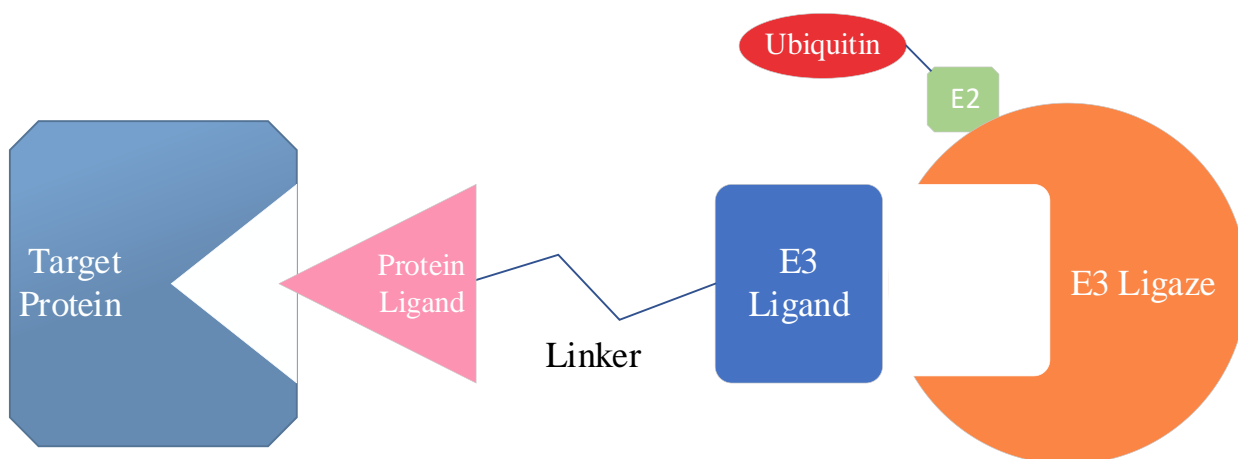 Ubiquitin
E2
Target
Protein
Protein
Ligand
Linker
E3
Ligand
E3 Ligaze